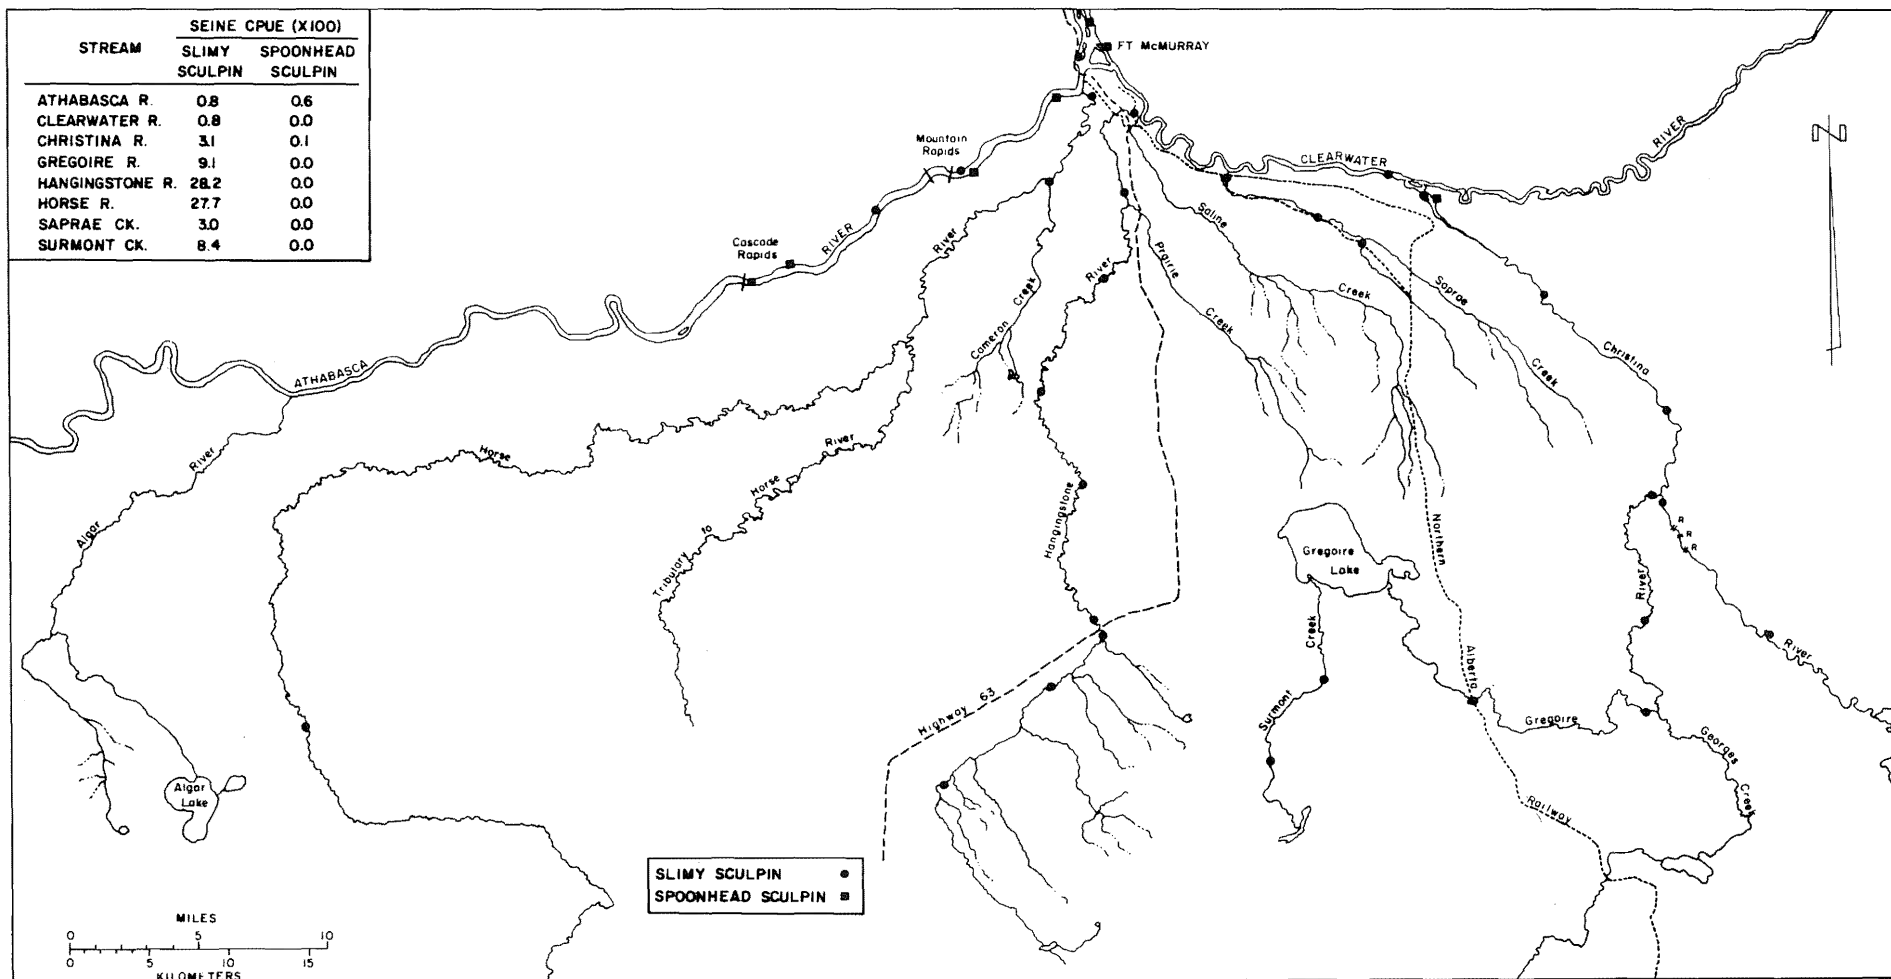 SEINE CPUE (X100)
STREAM SLIMY SCULPIN SPOONHEAD SCULPIN
ATHABASCA R. 0.8 0.6
CLEARWATER R. 0.8 0.0
CHRISTINA R. 3.1 0.1
GREGOIRE R. 9.1 0.0
HANGINGSTONE R. 28.2 0.0
HORSE R. 27.7 0.0
SAPRAE CK. 3.0 0.0
SURMONT CK. 8.4 0.0
FT McMURRAY
N
Mountain
Rapids
CLEARWATER RIVER
Cascade
Rapids
ATHABASCA RIVER
Horse River
Cameron Creek
Hangingstone River
Prairie Creek
Saline Creek
Saprae Creek
Christina River
R
R
R
Algar River
Tributary to Horse River
Gregoire
Lake
Northern Alberta Railway
Surmont Creek
Gregoire River
Georges Creek
Highway 63
Algar
Lake
SLIMY SCULPIN
SPOONHEAD SCULPIN
MILES
0 5 10
0 5 10 15
KILOMETERS